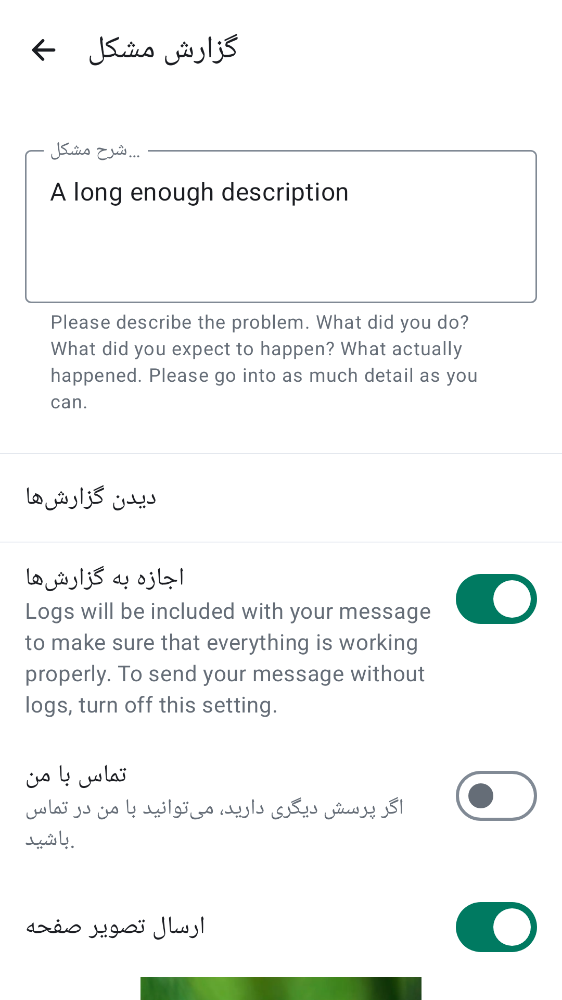 گزارش مشکل
شرح مشکل...
A long enough description
Please describe the problem. What did you do?
What did you expect to happen? What actually
happened. Please go into as much detail as you
can.
دیدن گزارش‌ها
اجازه به گزارش‌ها
Logs will be included with your message
to make sure that everything is working
properly. To send your message without
logs, turn off this setting.
تماس با من
اگر پرسش دیگری دارید، می‌توانید با من در تماس
باشید.
ارسال تصویر صفحه